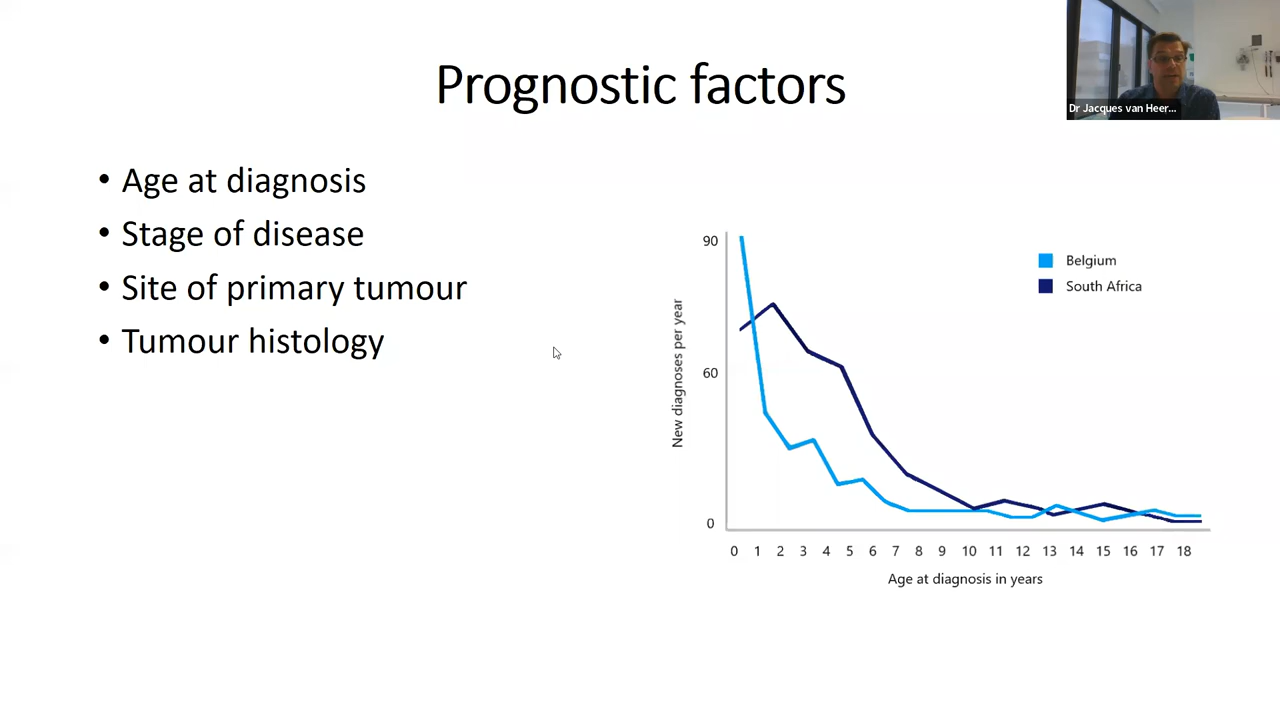 Prognostic factors
Dr Jacques van Heer...
• Age at diagnosis
• Stage of disease
• Site of primary tumour
• Tumour histology
90
60
0
New diagnoses per year
Belgium
South Africa
0 1 2 3 4 5 6 7 8 9 10 11 12 13 14 15 16 17 18
Age at diagnosis in years